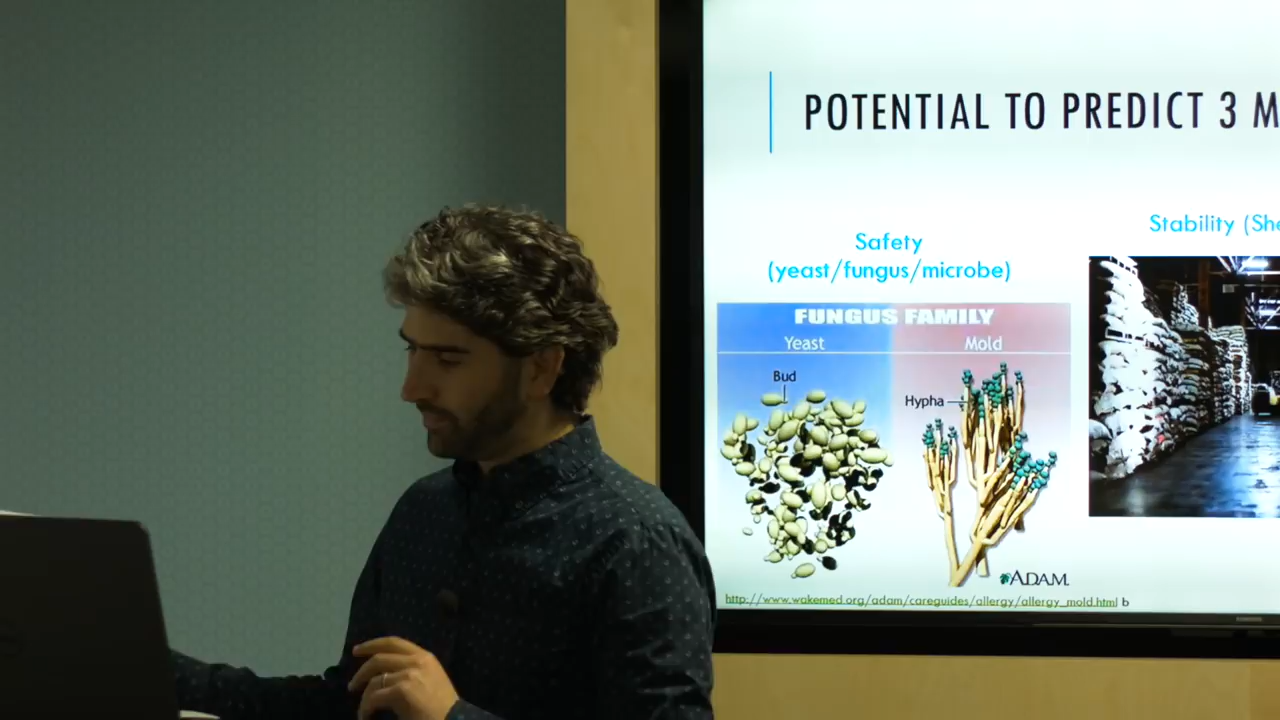 POTENTIAL TO PREDICT 3 M
Safety
(yeast/fungus/microbe)
Stability (She
FUNGUS FAMILY
Yeast
Mold
Bud
Hypha
ADAM.
http://www.wakemed.org/adam/careguides/allergy/allergy_mold.html b